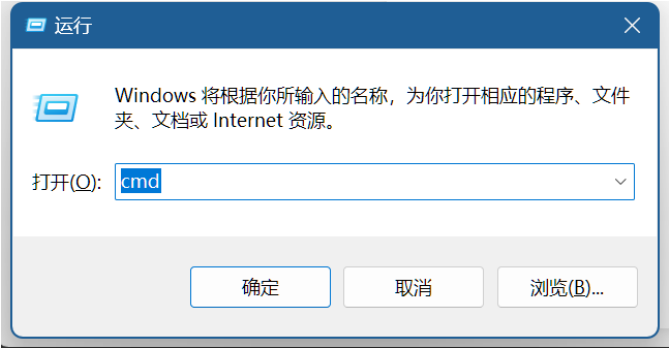 运行
Windows 将根据你所输入的名称，为你打开相应的程序、文件
夹、文档或 Internet 资源。
打开(O): cmd
确定 取消 浏览(B)...